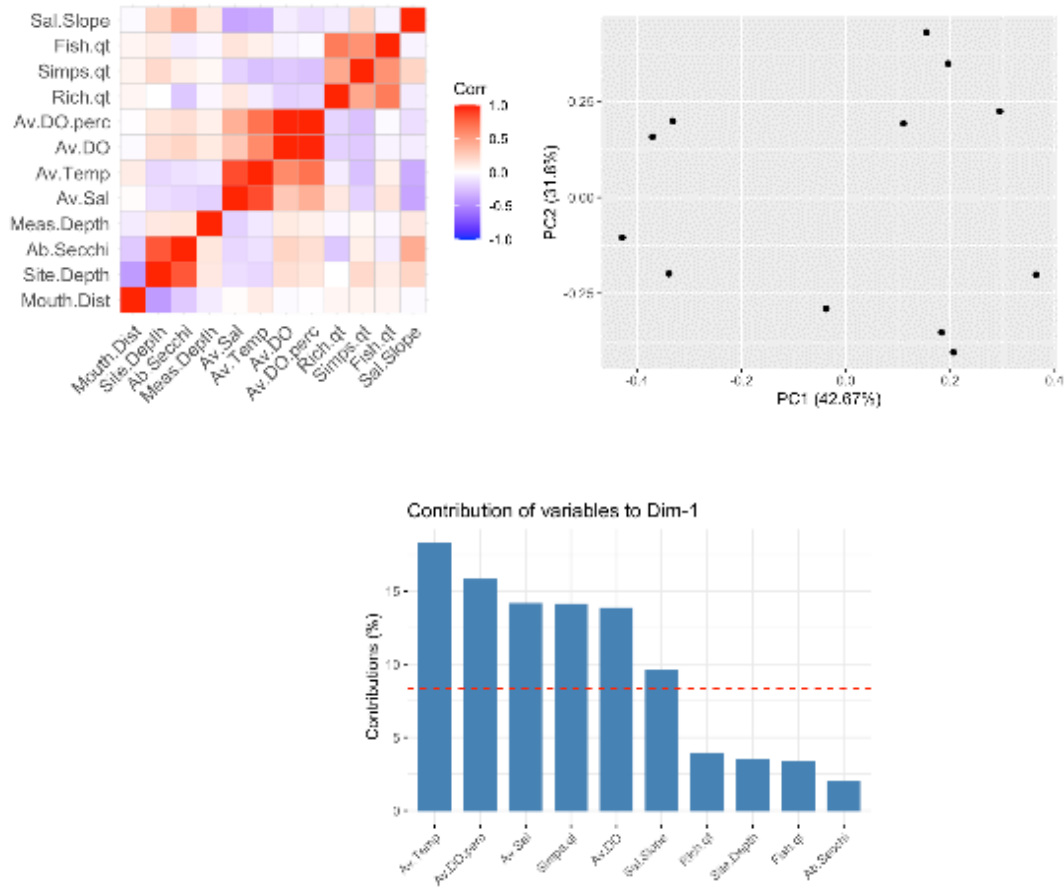 Sal.Slope
Fish.qt
Simps.qt
Rich.qt
Av.DO.perc
Av.DO
Av.Temp
Av.Sal
Meas.Depth
Ab.Secchi
Site.Depth
Mouth.Dist
Mouth.Dist
Site.Depth
Ab.Secchi
Meas.Depth
Av.Sal
Av.Temp
Av.DO
Av.DO.perc
Rich.qt
Simps.qt
Fish.qt
Sal.Slope
Corr
1.0
0.5
0.0
-0.5
-1.0
PC2 (31.6%)
0.25
0.00
-0.25
-0.4
-0.2
0.0
0.2
0.4
PC1 (42.67%)
Contribution of variables to Dim-1
Contributions (%)
15
10
5
0
Av.Temp
Av.DO.perc
Av.Sal
Simps.qt
Av.DO
Sal.Slope
Site.Depth
Fish.qt
Ab.Secchi